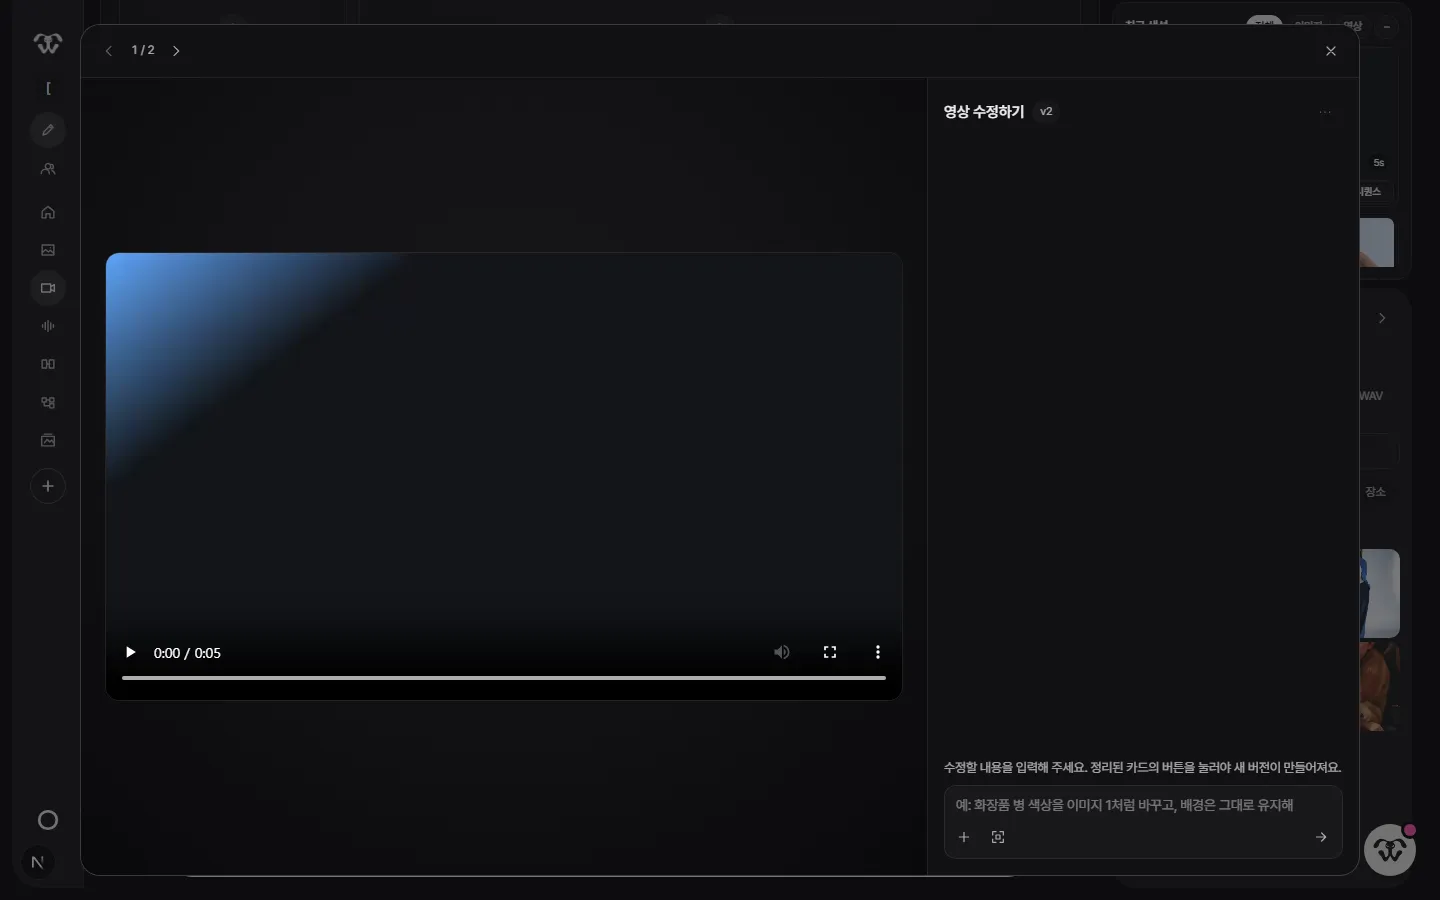 1 / 2
영상 수정하기 v2
5s
0:00 / 0:05
WAV
장소
수정할 내용을 입력해 주세요. 정리된 카드의 버튼을 눌러야 새 버전이 만들어져요.
예: 화장품 병 색상을 이미지 1처럼 바꾸고, 배경은 그대로 유지해
N